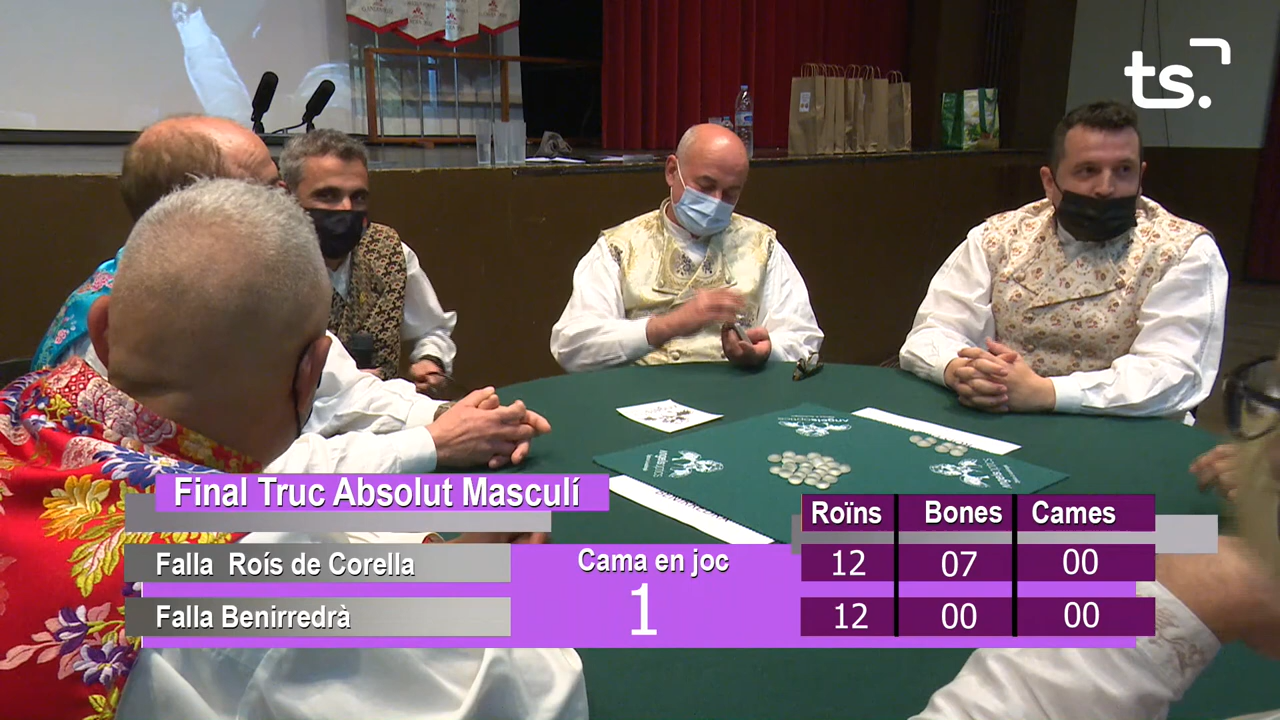 ts.
Final Truc Absolut Masculí
Roïns Bones Cames
Falla Roís de Corella
Cama en joc
12 07 00
1
Falla Benirredrà
12 00 00